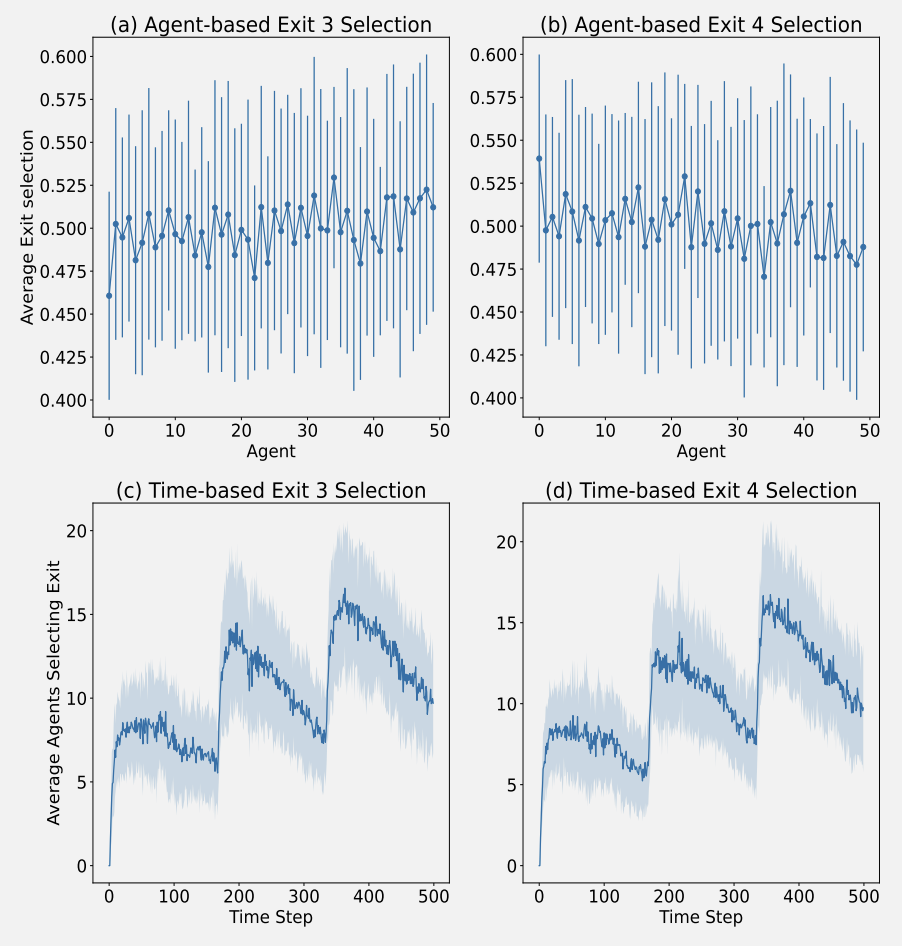 (a) Agent-based Exit 3 Selection
Average Exit selection
0.600
0.575
0.550
0.525
0.500
0.475
0.450
0.425
0.400
0 10 20 30 40 50
Agent
(b) Agent-based Exit 4 Selection
0.600
0.575
0.550
0.525
0.500
0.475
0.450
0.425
0.400
0 10 20 30 40 50
Agent
(c) Time-based Exit 3 Selection
Average Agents Selecting Exit
20
15
10
5
0
0 100 200 300 400 500
Time Step
(d) Time-based Exit 4 Selection
20
15
10
5
0
0 100 200 300 400 500
Time Step